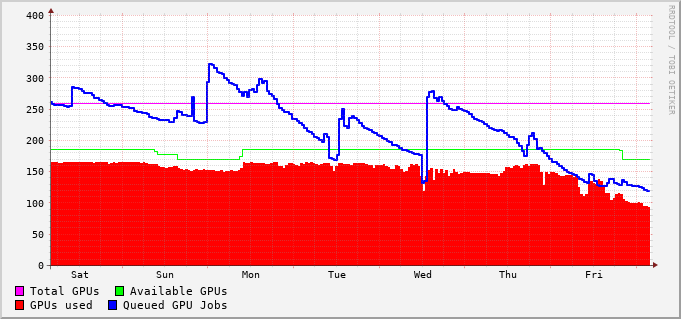 400
350
300
250
200
150
100
50
0
Sat Sun Mon Tue Wed Thu Fri
Total GPUs Available GPUs
GPUs used Queued GPU Jobs
RRDTOOL / TOBI OETIKER